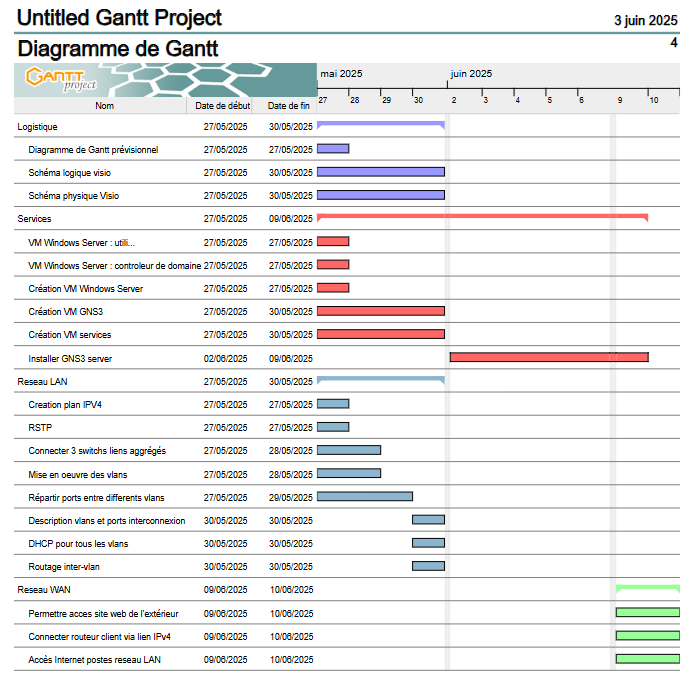 Untitled Gantt Project
3 juin 2025
Diagramme de Gantt
4
GANTT project
mai 2025 juin 2025
Nom Date de début Date de fin 27 28 29 30 2 3 4 5 6 9 10
Logistique 27/05/2025 30/05/2025
Diagramme de Gantt prévisionnel 27/05/2025 27/05/2025
Schéma logique visio 27/05/2025 30/05/2025
Schéma physique Visio 27/05/2025 30/05/2025
Services 27/05/2025 09/06/2025
VM Windows Server : utili... 27/05/2025 27/05/2025
VM Windows Server : controleur de domaine 27/05/2025 27/05/2025
Création VM Windows Server 27/05/2025 27/05/2025
Création VM GNS3 27/05/2025 30/05/2025
Création VM services 27/05/2025 30/05/2025
Installer GNS3 server 02/06/2025 09/06/2025
Reseau LAN 27/05/2025 30/05/2025
Creation plan IPV4 27/05/2025 27/05/2025
RSTP 27/05/2025 27/05/2025
Connecter 3 switchs liens aggrégés 27/05/2025 28/05/2025
Mise en oeuvre des vlans 27/05/2025 28/05/2025
Répartir ports entre differents vlans 27/05/2025 29/05/2025
Description vlans et ports interconnexion 30/05/2025 30/05/2025
DHCP pour tous les vlans 30/05/2025 30/05/2025
Routage inter-vlan 30/05/2025 30/05/2025
Reseau WAN 09/06/2025 10/06/2025
Permettre acces site web de l'extérieur 09/06/2025 10/06/2025
Connecter routeur client via lien IPv4 09/06/2025 10/06/2025
Accès Internet postes reseau LAN 09/06/2025 10/06/2025